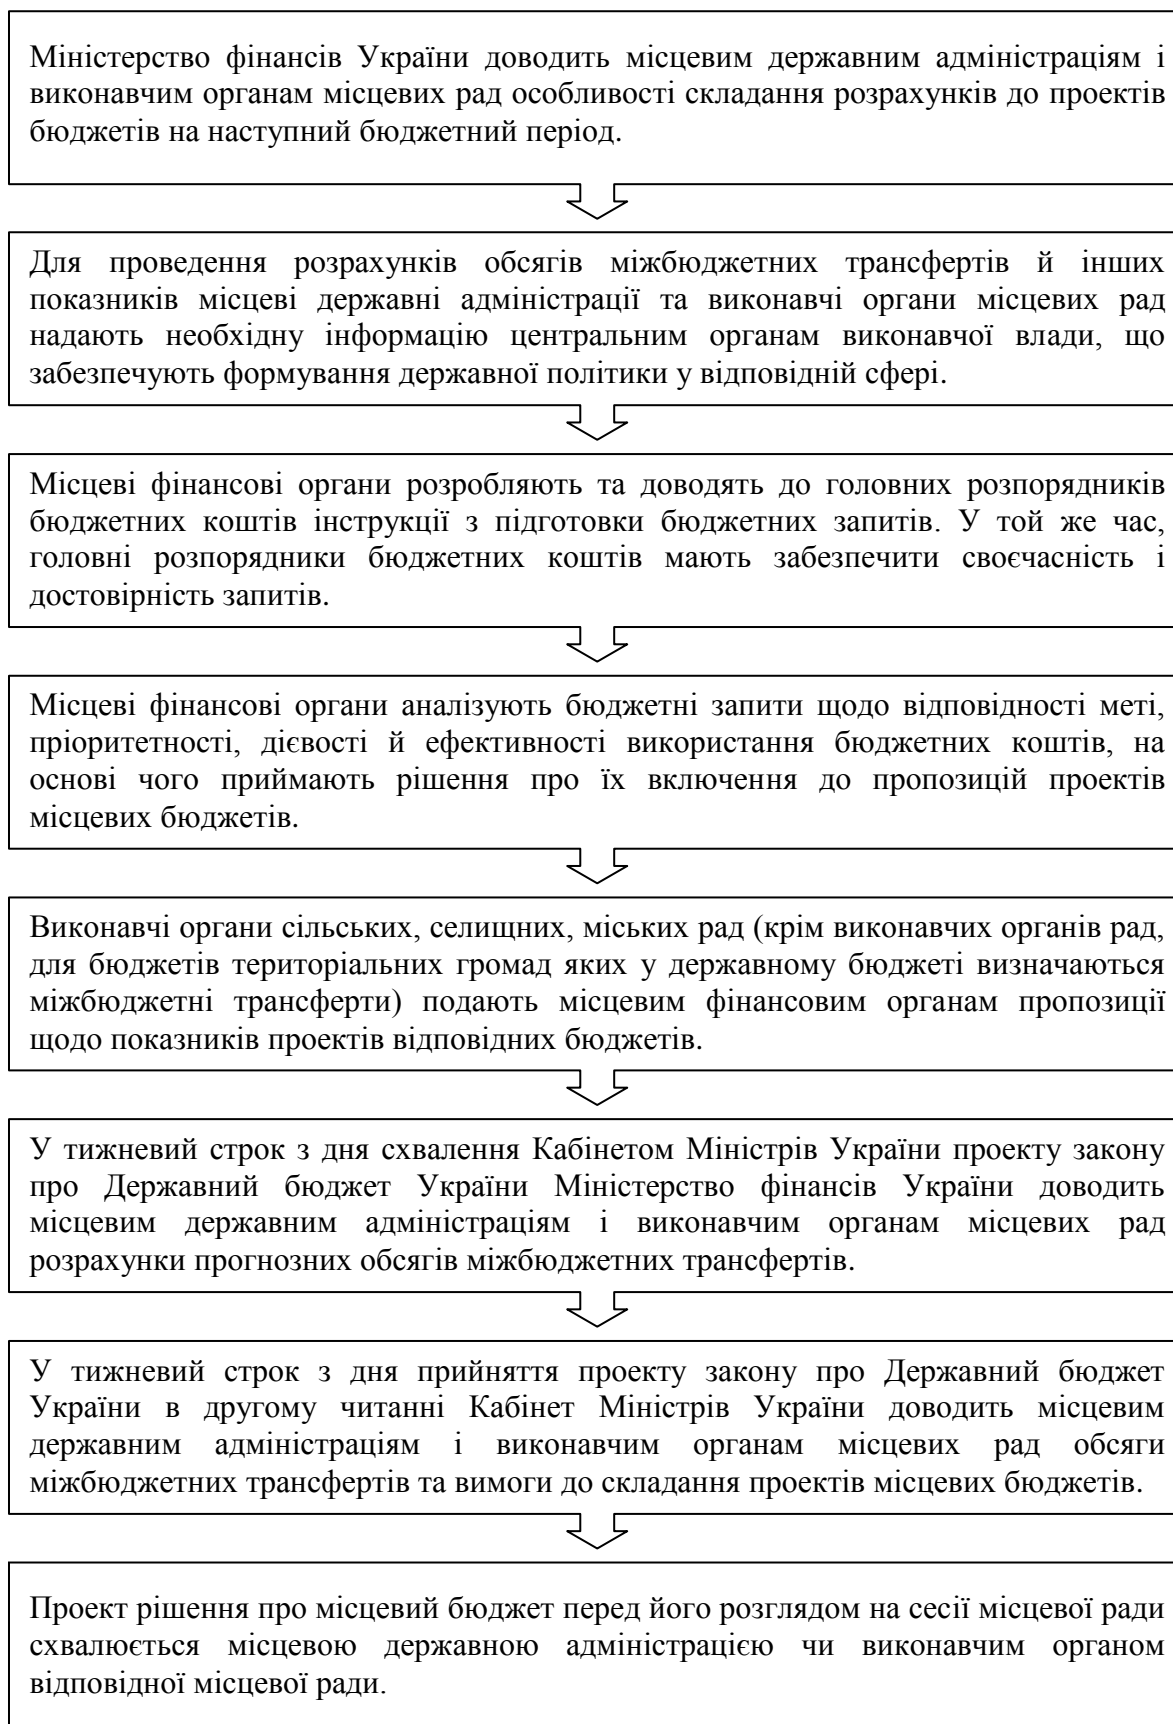 Міністерство фінансів України доводить місцевим державним адміністраціям і
виконавчим органам місцевих рад особливості складання розрахунків до проектів
бюджетів на наступний бюджетний період.
Для проведення розрахунків обсягів міжбюджетних трансфертів й інших
показників місцеві державні адміністрації та виконавчі органи місцевих рад
надають необхідну інформацію центральним органам виконавчої влади, що
забезпечують формування державної політики у відповідній сфері.
Місцеві фінансові органи розробляють та доводять до головних розпорядників
бюджетних коштів інструкції з підготовки бюджетних запитів. У той же час,
головні розпорядники бюджетних коштів мають забезпечити своєчасність і
достовірність запитів.
Місцеві фінансові органи аналізують бюджетні запити щодо відповідності меті,
пріоритетності, дієвості й ефективності використання бюджетних коштів, на
основі чого приймають рішення про їх включення до пропозицій проектів
місцевих бюджетів.
Виконавчі органи сільських, селищних, міських рад (крім виконавчих органів рад,
для бюджетів територіальних громад яких у державному бюджеті визначаються
міжбюджетні трансферти) подають місцевим фінансовим органам пропозиції
щодо показників проектів відповідних бюджетів.
У тижневий строк з дня схвалення Кабінетом Міністрів України проекту закону
про Державний бюджет України Міністерство фінансів України доводить
місцевим державним адміністраціям і виконавчим органам місцевих рад
розрахунки прогнозних обсягів міжбюджетних трансфертів.
У тижневий строк з дня прийняття проекту закону про Державний бюджет
України в другому читанні Кабінет Міністрів України доводить місцевим
державним адміністраціям і виконавчим органам місцевих рад обсяги
міжбюджетних трансфертів та вимоги до складання проектів місцевих бюджетів.
Проект рішення про місцевий бюджет перед його розглядом на сесії місцевої ради
схвалюється місцевою державною адміністрацією чи виконавчим органом
відповідної місцевої ради.